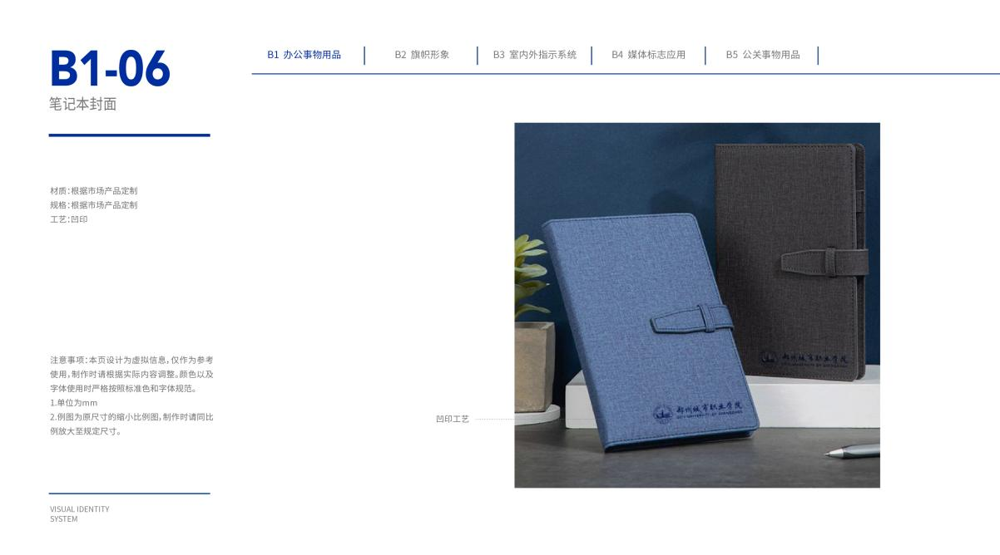 B1-06
笔记本封面
B1 办公事物用品
B2 旗帜形象
B3 室内外指示系统
B4 媒体标志应用
B5 公关事物用品
材质：根据市场产品定制
规格：根据市场产品定制
工艺：凹印
注意事项：本页设计为虚拟信息，仅作为参考
使用，制作时请根据实际内容调整。颜色以及
字体使用时严格按照标准色和字体规范。
1.单位为mm
2.例图为原尺寸的缩小比例图，制作时请同比
例放大至规定尺寸。
凹印工艺
郑州城市职业学院
郑州城市职业学院
VISUAL IDENTITY
SYSTEM